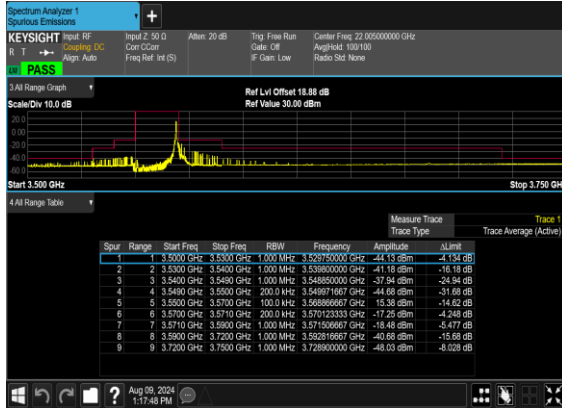 Spectrum Analyzer 1
Spurious Emissions
+
KEYSIGHT Input: RF Input Z: 50 Ω Atten: 20 dB Trig: Free Run Center Freq: 22.005000000 GHz
R T Coupling: DC Corr CCorr Gate: Off Avg|Hold: 100/100
Align: Auto Freq Ref: Int (S) IF Gain: Low Radio Std: None
PASS
3 All Range Graph
Scale/Div 10.0 dB Ref Lvl Offset 18.88 dB
Ref Value 30.00 dBm
20.0
0.00
-20.0
-40.0
-60.0
Start 3.500 GHz Stop 3.750 GH
4 All Range Table
Measure Trace Trace 1
Trace Type Trace Average (Active)
Spur Range Start Freq Stop Freq RBW Frequency Amplitude ΔLimit
1 1 3.5000 GHz 3.5300 GHz 1.000 MHz 3.529750000 GHz -44.13 dBm -4.134 dB
2 2 3.5300 GHz 3.5400 GHz 1.000 MHz 3.539800000 GHz -41.18 dBm -16.18 dB
3 3 3.5400 GHz 3.5490 GHz 1.000 MHz 3.548850000 GHz -37.94 dBm -24.94 dB
4 4 3.5490 GHz 3.5500 GHz 200.0 kHz 3.549971667 GHz -44.68 dBm -31.68 dB
5 5 3.5500 GHz 3.5700 GHz 100.0 kHz 3.568866667 GHz 15.38 dBm -14.62 dB
6 6 3.5700 GHz 3.5710 GHz 200.0 kHz 3.570123333 GHz -17.25 dBm -4.248 dB
7 7 3.5710 GHz 3.5900 GHz 1.000 MHz 3.571506667 GHz -18.48 dBm -5.477 dB
8 8 3.5900 GHz 3.7200 GHz 1.000 MHz 3.592816667 GHz -40.68 dBm -15.68 dB
9 9 3.7200 GHz 3.7500 GHz 1.000 MHz 3.728900000 GHz -48.03 dBm -8.028 dB
? Aug 09, 2024
1:17:48 PM